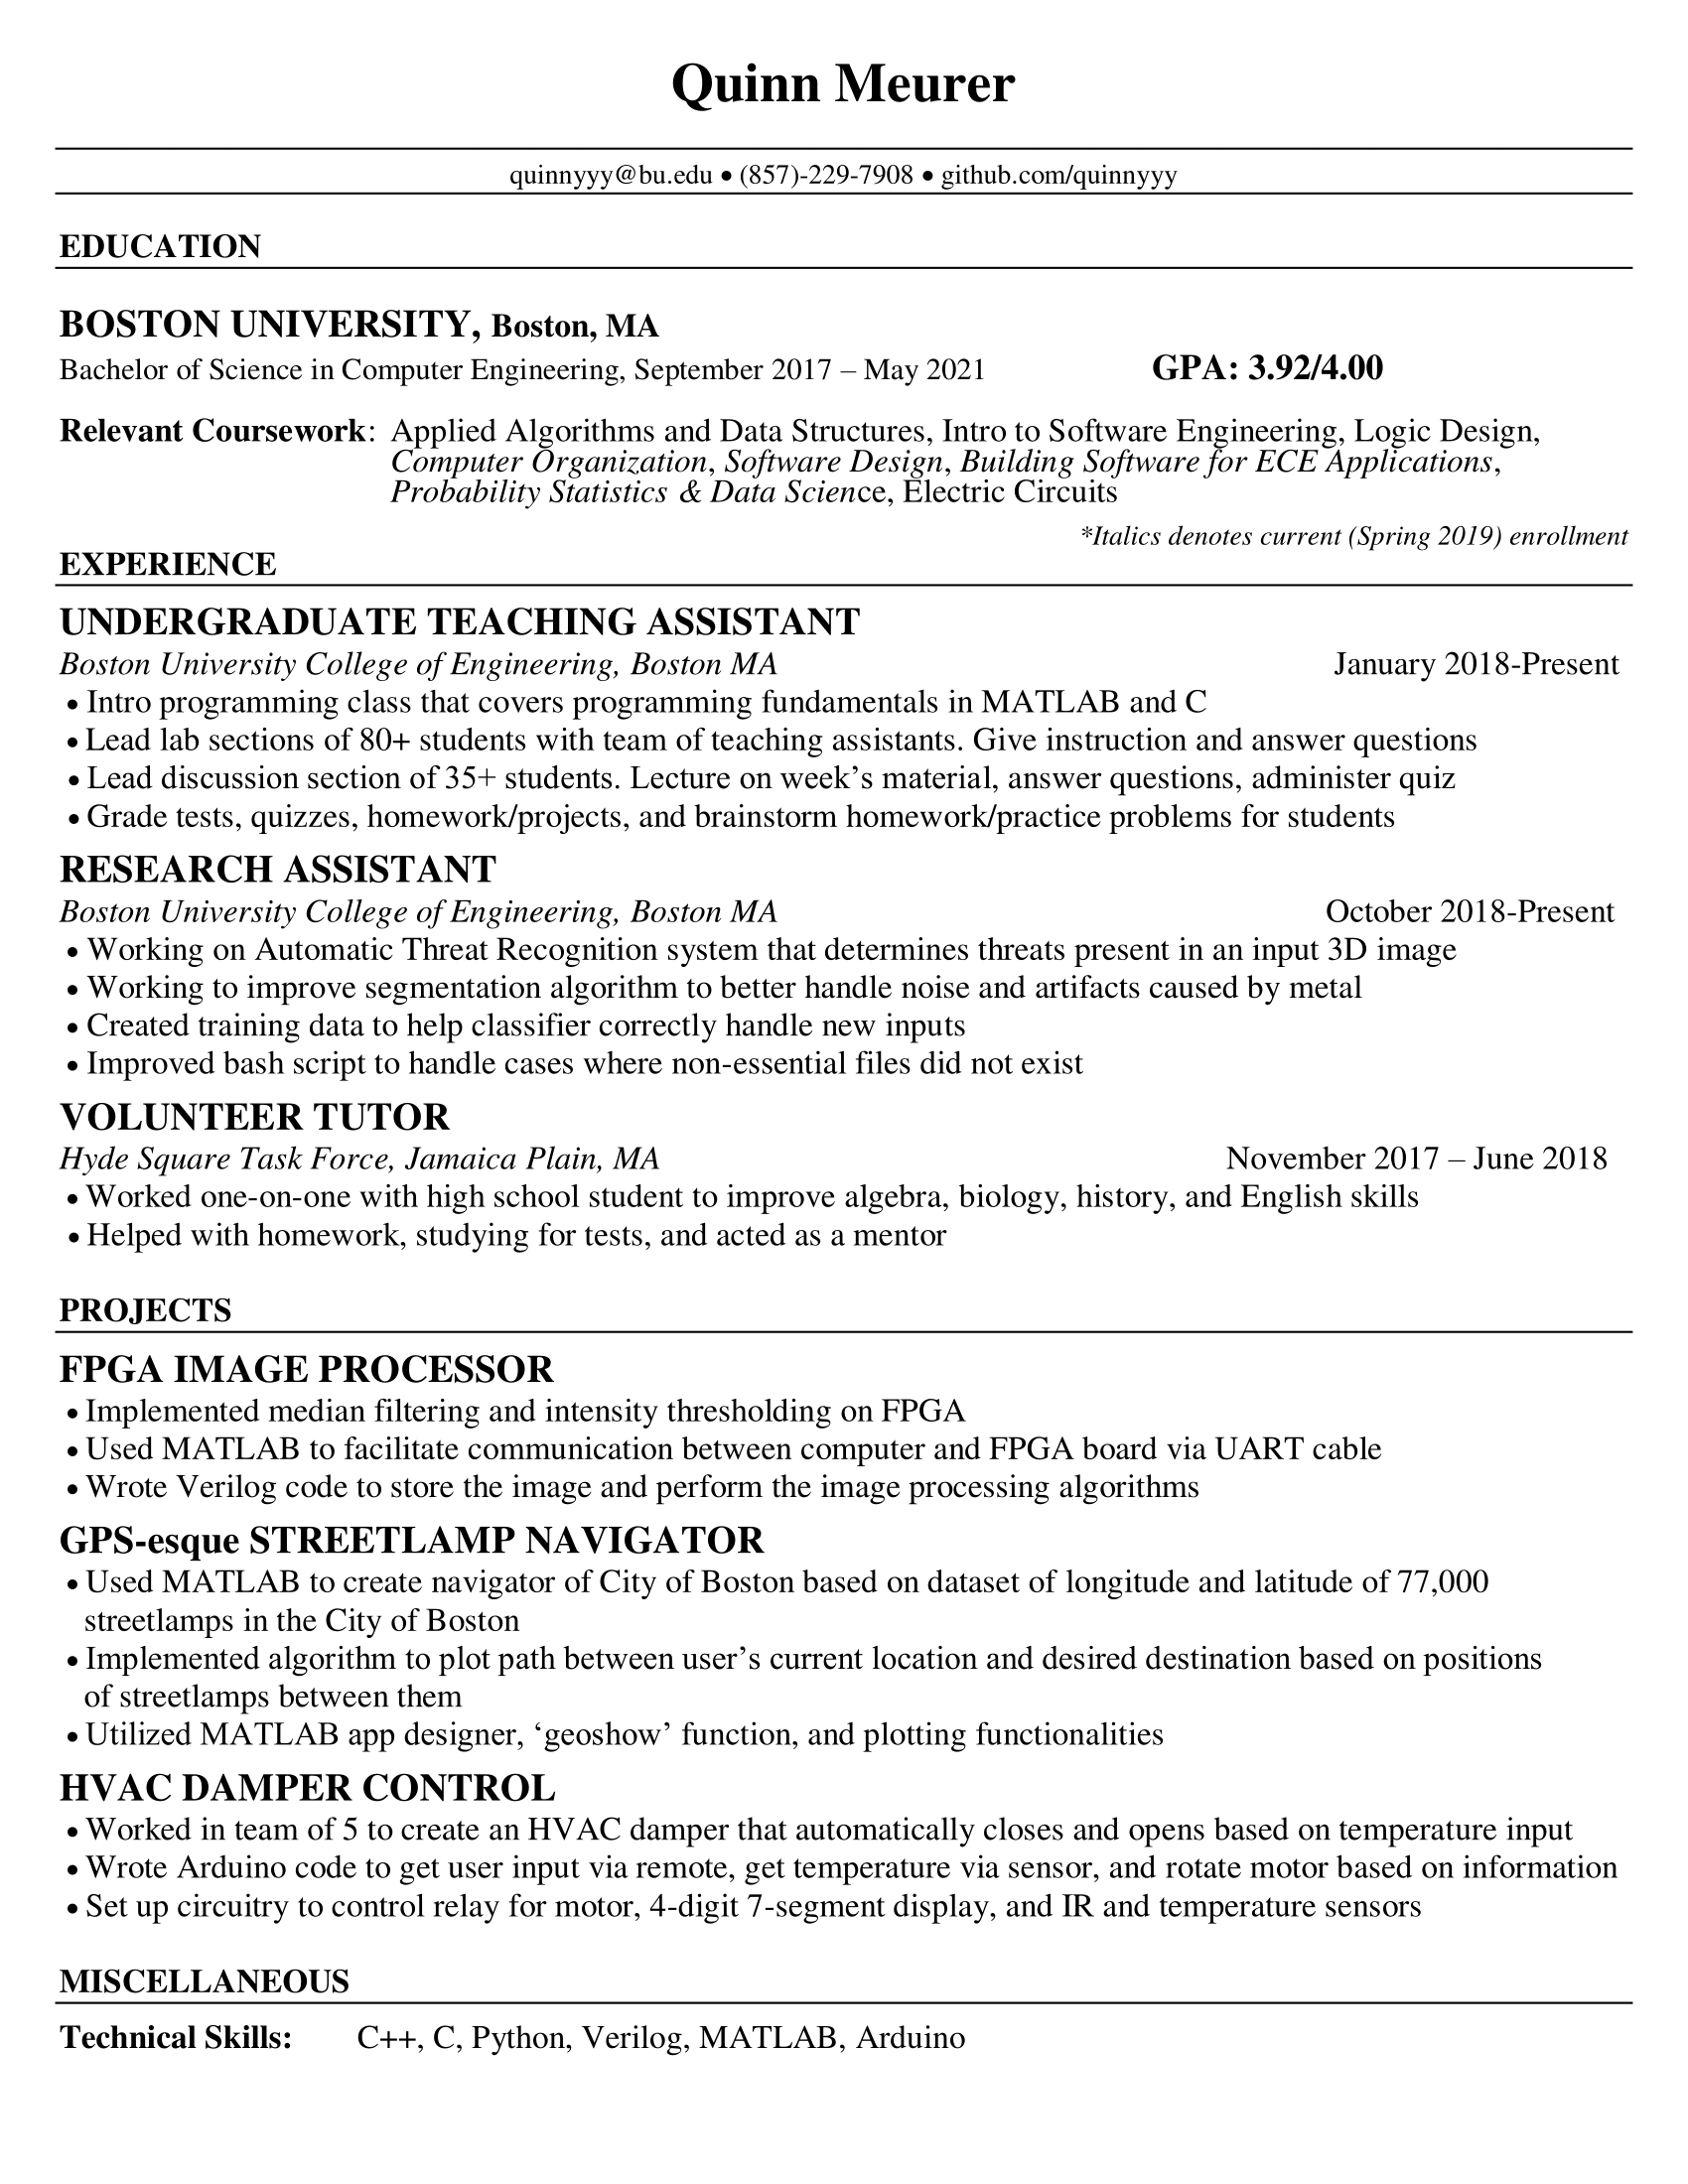 Quinn Meurer
quinnyyy@bu.edu • (857)-229-7908 • github.com/quinnyyy
EDUCATION
BOSTON UNIVERSITY, Boston, MA
Bachelor of Science in Computer Engineering, September 2017 – May 2021 GPA: 3.92/4.00
Relevant Coursework: Applied Algorithms and Data Structures, Intro to Software Engineering, Logic Design,
Computer Organization, Software Design, Building Software for ECE Applications,
Probability Statistics & Data Science, Electric Circuits
*Italics denotes current (Spring 2019) enrollment
EXPERIENCE
UNDERGRADUATE TEACHING ASSISTANT
Boston University College of Engineering, Boston MA January 2018-Present
• Intro programming class that covers programming fundamentals in MATLAB and C
• Lead lab sections of 80+ students with team of teaching assistants. Give instruction and answer questions
• Lead discussion section of 35+ students. Lecture on week’s material, answer questions, administer quiz
• Grade tests, quizzes, homework/projects, and brainstorm homework/practice problems for students
RESEARCH ASSISTANT
Boston University College of Engineering, Boston MA October 2018-Present
• Working on Automatic Threat Recognition system that determines threats present in an input 3D image
• Working to improve segmentation algorithm to better handle noise and artifacts caused by metal
• Created training data to help classifier correctly handle new inputs
• Improved bash script to handle cases where non-essential files did not exist
VOLUNTEER TUTOR
Hyde Square Task Force, Jamaica Plain, MA November 2017 – June 2018
• Worked one-on-one with high school student to improve algebra, biology, history, and English skills
• Helped with homework, studying for tests, and acted as a mentor
PROJECTS
FPGA IMAGE PROCESSOR
• Implemented median filtering and intensity thresholding on FPGA
• Used MATLAB to facilitate communication between computer and FPGA board via UART cable
• Wrote Verilog code to store the image and perform the image processing algorithms
GPS-esque STREETLAMP NAVIGATOR
• Used MATLAB to create navigator of City of Boston based on dataset of longitude and latitude of 77,000
streetlamps in the City of Boston
• Implemented algorithm to plot path between user’s current location and desired destination based on positions
of streetlamps between them
• Utilized MATLAB app designer, ‘geoshow’ function, and plotting functionalities
HVAC DAMPER CONTROL
• Worked in team of 5 to create an HVAC damper that automatically closes and opens based on temperature input
• Wrote Arduino code to get user input via remote, get temperature via sensor, and rotate motor based on information
• Set up circuitry to control relay for motor, 4-digit 7-segment display, and IR and temperature sensors
MISCELLANEOUS
Technical Skills: C++, C, Python, Verilog, MATLAB, Arduino